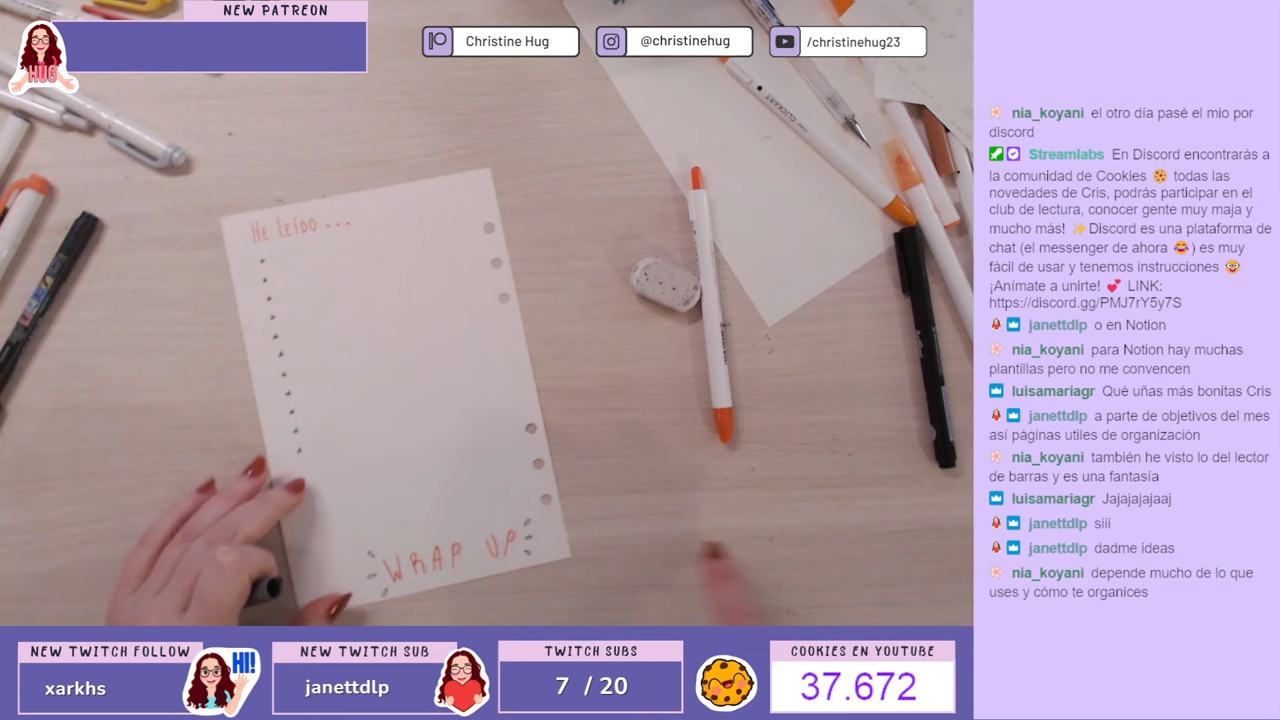 NEW PATREON
HUG
Christine Hug
@christinehug
/christinehug23
CLICKART
HE LEÍDO ...
WRAP UP
nia_koyani el otro día pasé el mio por
discord
Streamlabs En Discord encontrarás a
la comunidad de Cookies 🍪 todas las
novedades de Cris, podrás participar en el
club de lectura, conocer gente muy maja y
mucho más! ✨Discord es una plataforma de
chat (el messenger de ahora 😂) es muy
fácil de usar y tenemos instrucciones 🤓
¡Anímate a unirte! 💕 LINK:
https://discord.gg/PMJ7rY5y7S
janettdlp o en Notion
nia_koyani para Notion hay muchas
plantillas pero no me convencen
luisamariagr Qué uñas más bonitas Cris
janettdlp a parte de objetivos del mes
así páginas utiles de organización
nia_koyani también he visto lo del lector
de barras y es una fantasía
luisamariagr Jajajajajaaj
janettdlp siii
janettdlp dadme ideas
nia_koyani depende mucho de lo que
uses y cómo te organices
NEW TWITCH FOLLOW
xarkhs
HI!
NEW TWITCH SUB
janettdlp
TWITCH SUBS
7 / 20
COOKIES EN YOUTUBE
37.672